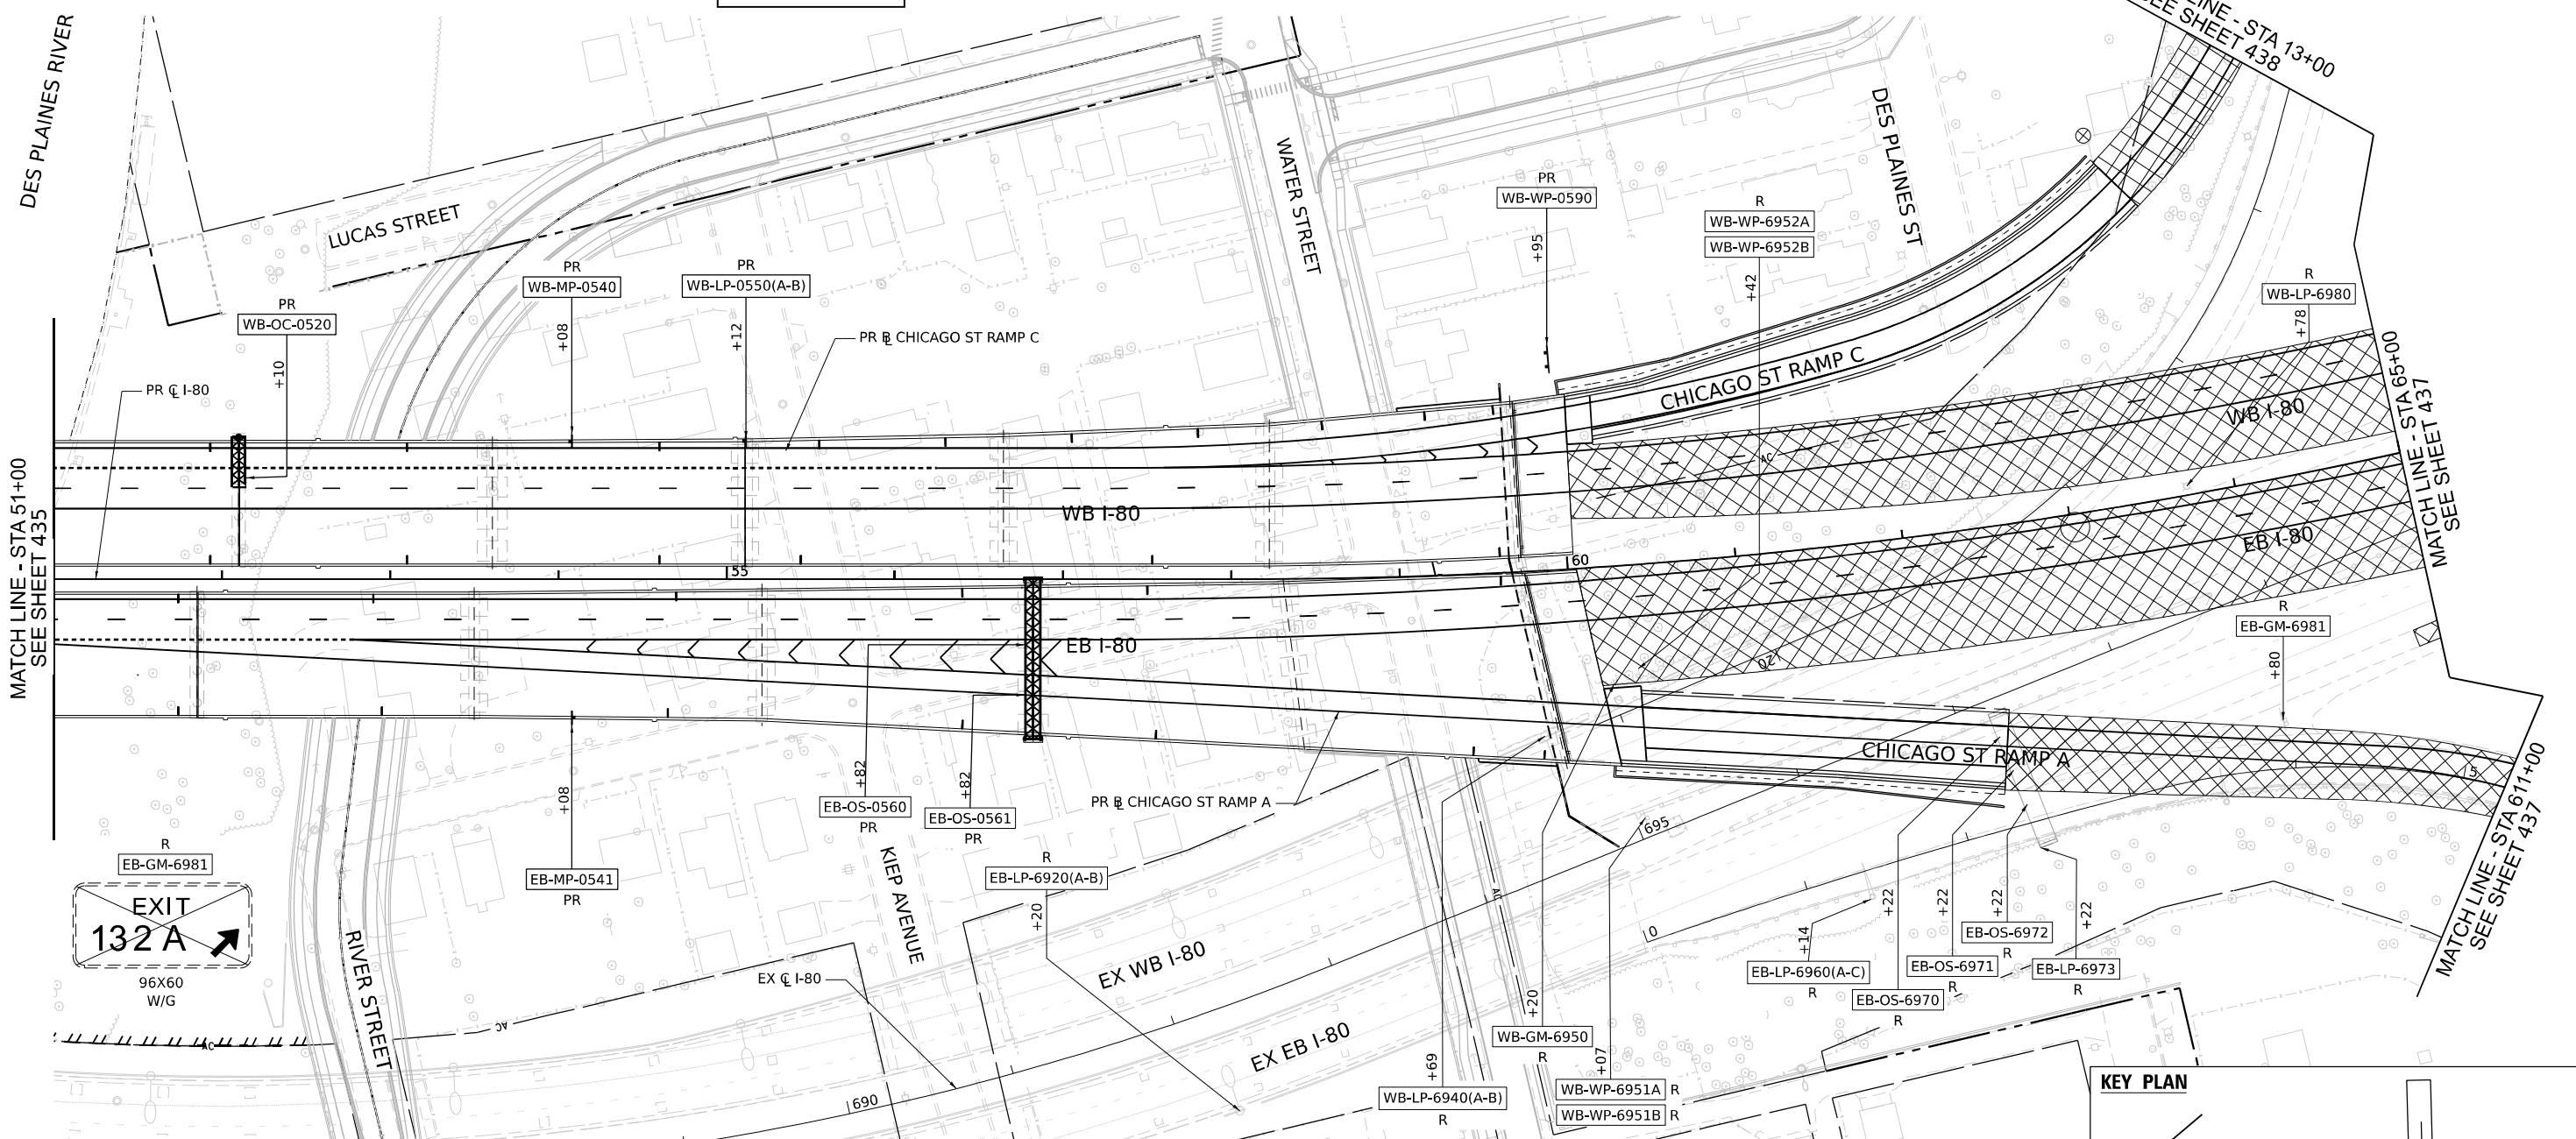 DES PLAINES RIVER
LINE - STA 13+00
SEE SHEET 438
LUCAS STREET
WATER STREET
DES PLAINES ST
PR
WB-OC-0520
+10
PR
WB-MP-0540
+08
PR
WB-LP-0550(A-B)
+12
PR
WB-WP-0590
+95
R
WB-WP-6952A
WB-WP-6952B
+42
R
WB-LP-6980
+78
PR ℄ I-80
PR BL CHICAGO ST RAMP C
CHICAGO ST RAMP C
WB I-80
AC
WB I-80
MATCH LINE - STA 51+00
SEE SHEET 435
MATCH LINE - STA 65+00
SEE SHEET 437
55
60
EB I-80
EB I-80
20
R
EB-GM-6981
+80
CHICAGO ST RAMP A
5
MATCH LINE - STA 611+00
SEE SHEET 437
PR BL CHICAGO ST RAMP A
+08
EB-MP-0541
PR
+82
EB-OS-0560
PR
+82
EB-OS-0561
PR
R
EB-LP-6920(A-B)
+20
R
EB-GM-6981
EXIT
132 A
96X60
W/G
RIVER STREET
KIEP AVENUE
AC
AC
EX ℄ I-80
EX WB I-80
EX EB I-80
690
695
0
AC
+69
WB-LP-6940(A-B)
R
+20
WB-GM-6950
R
+07
WB-WP-6951A R
WB-WP-6951B R
+14
EB-LP-6960(A-C)
R
+22
EB-OS-6970
R
+22
EB-OS-6971
R
+22
EB-OS-6972
R
+22
EB-LP-6973
R
KEY PLAN